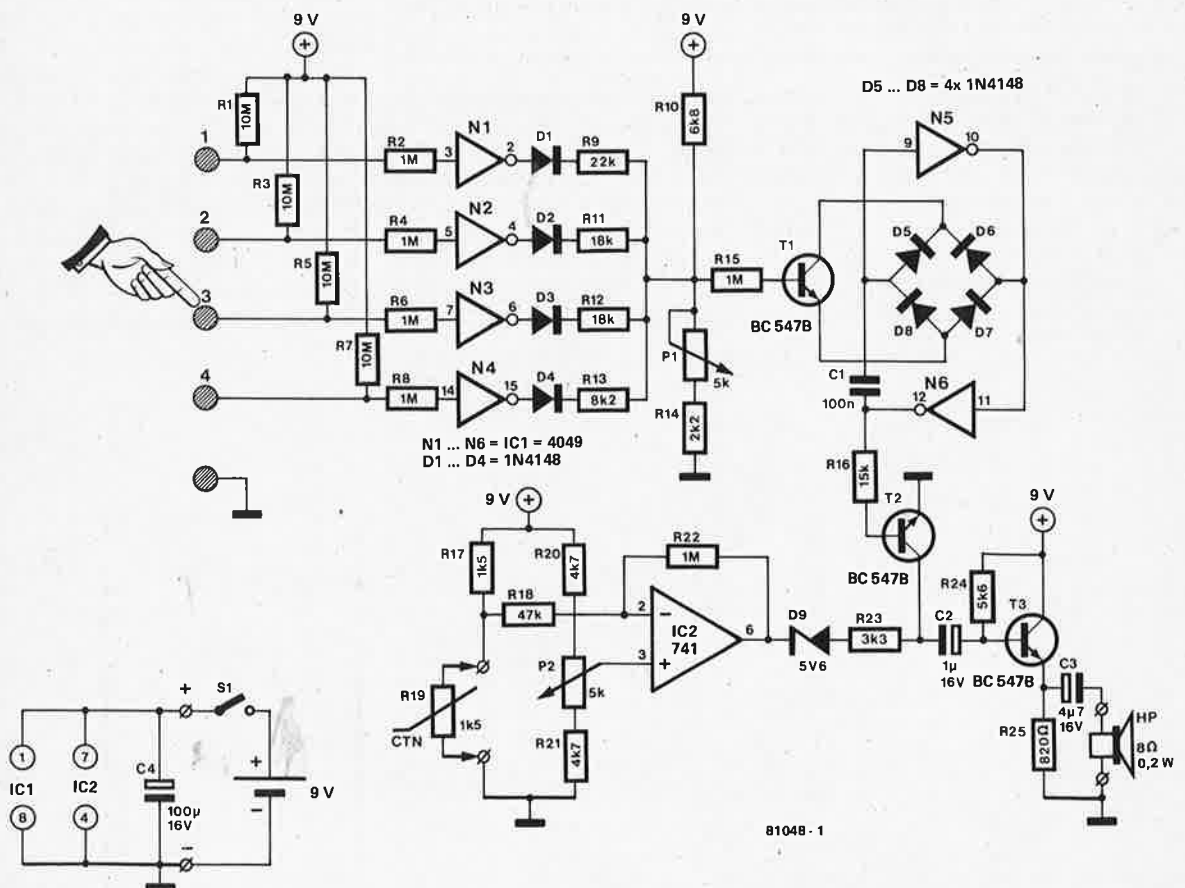 9 V
+
9 V
+
D5 ... D8 = 4x 1N4148
R1
10M
R10
6k8
N5
9
10
1
R2
1M
3
N1
2
D1
R9
22k
R3
10M
2
R4
1M
5
N2
4
D2
R11
18k
D5
D6
T1
R15
1M
BC 547B
R5
10M
3
R6
1M
7
N3
6
D3
R12
18k
D8
D7
P1
5k
R7
10M
C1
100n
N6
12
11
4
R8
1M
14
N4
15
D4
R13
8k2
R14
2k2
N1 ... N6 = IC1 = 4049
D1 ... D4 = 1N4148
R16
15k
T2
BC 547B
9 V
+
9 V
+
R17
1k5
R20
4k7
R22
1M
R18
47k
2
−
IC2
741
6
3
+
D9
5V6
R23
3k3
C2
1µ
16V
R24
5k6
T3
BC 547B
P2
5k
R19
1k5
CTN
R21
4k7
C3
4µ7
16V
R25
820Ω
HP
8Ω
0,2 W
+
S1
1
7
IC1
IC2
8
4
C4
100µ
16V
+
−
9 V
−
81048 - 1